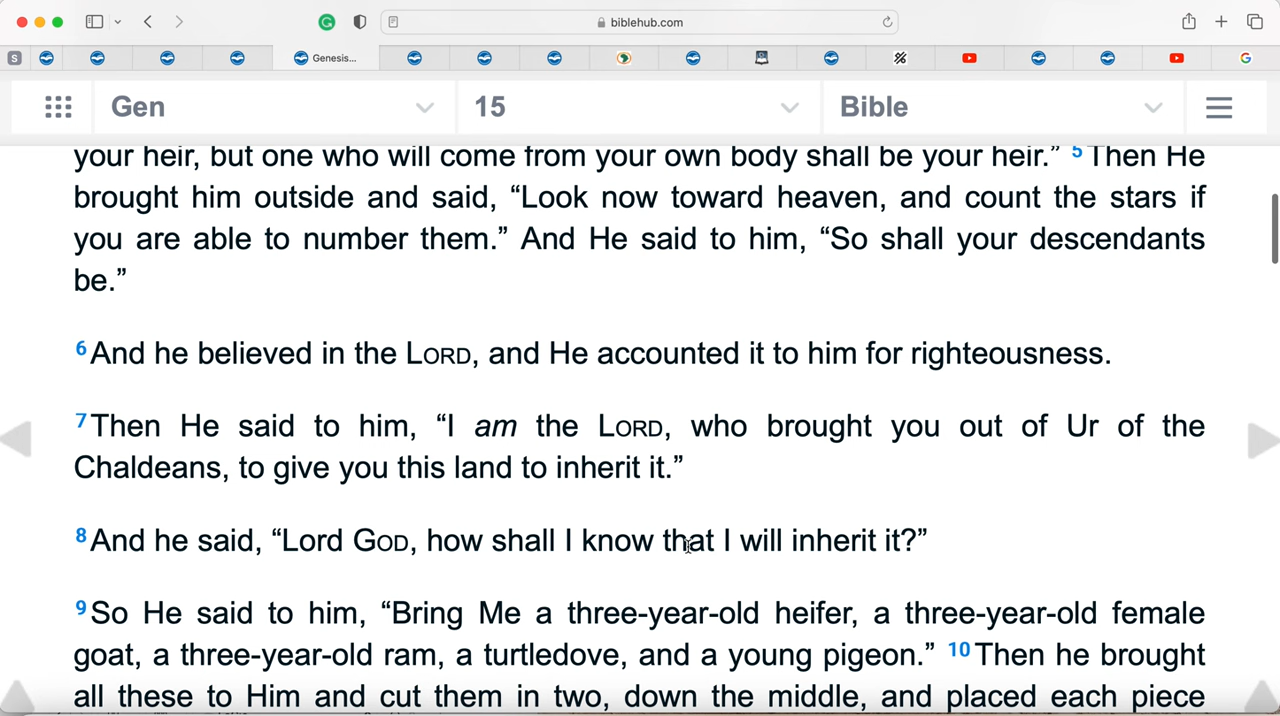 biblehub.com
S Genesis...
Gen 15 Bible
your heir, but one who will come from your own body shall be your heir.” 5 Then He
brought him outside and said, “Look now toward heaven, and count the stars if
you are able to number them.” And He said to him, “So shall your descendants
be.”
6 And he believed in the LORD, and He accounted it to him for righteousness.
7 Then He said to him, “I am the LORD, who brought you out of Ur of the
Chaldeans, to give you this land to inherit it.”
8 And he said, “Lord GOD, how shall I know that I will inherit it?”
9 So He said to him, “Bring Me a three-year-old heifer, a three-year-old female
goat, a three-year-old ram, a turtledove, and a young pigeon.” 10 Then he brought
all these to Him and cut them in two, down the middle, and placed each piece